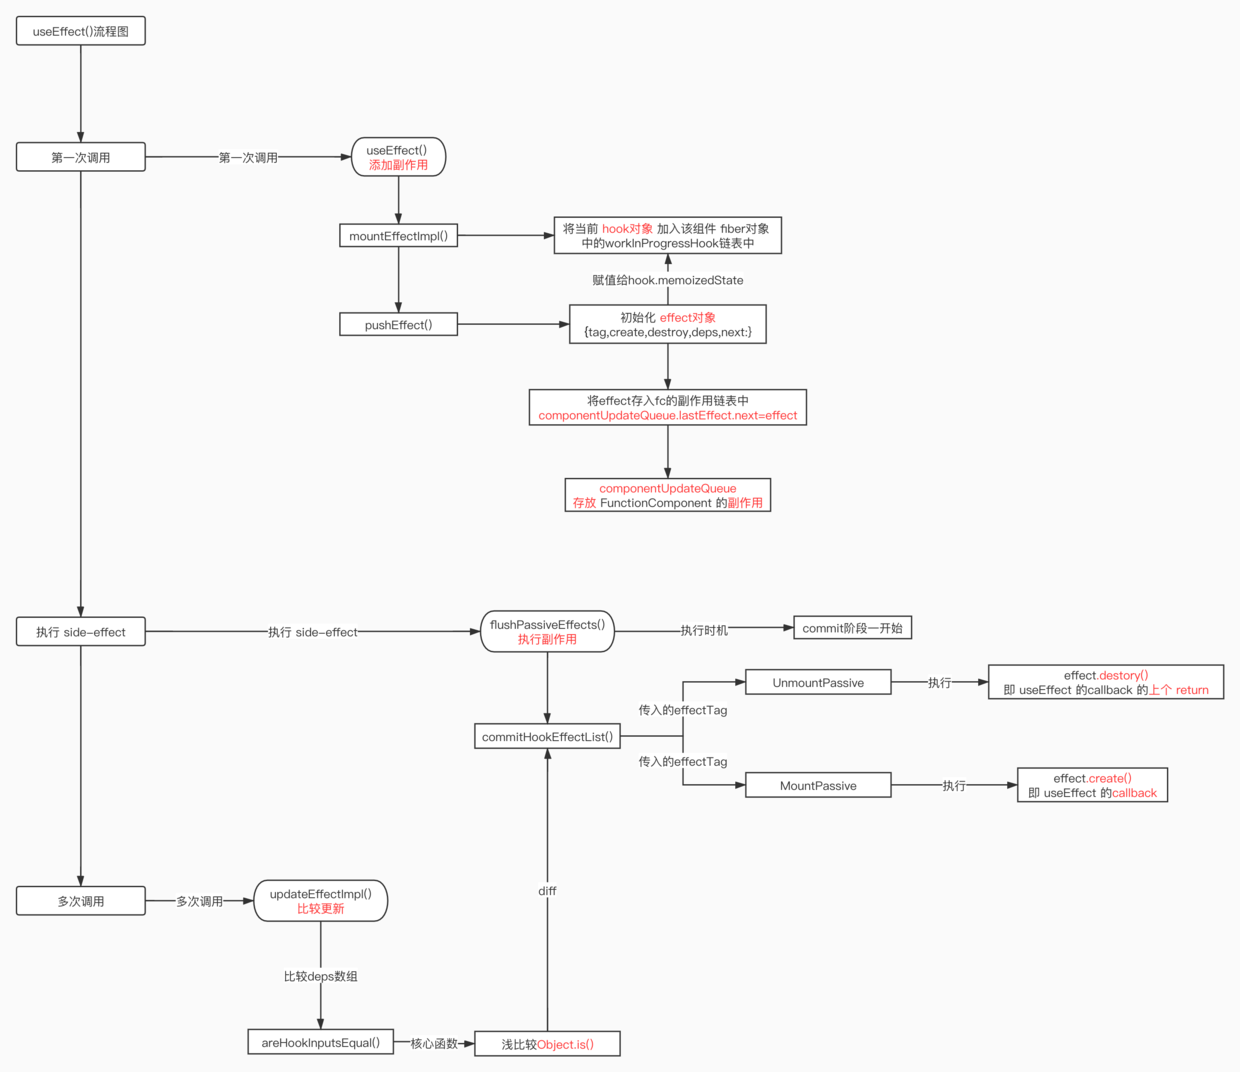 useEffect()流程图
第一次调用
第一次调用
useEffect()
添加副作用
mountEffectImpl()
将当前 hook对象 加入该组件 fiber对象
中的workInProgressHook链表中
赋值给hook.memoizedState
pushEffect()
初始化 effect对象
{tag,create,destroy,deps,next:}
将effect存入fc的副作用链表中
componentUpdateQueue.lastEffect.next=effect
componentUpdateQueue
存放 FunctionComponent 的副作用
执行 side-effect
执行 side-effect
flushPassiveEffects()
执行副作用
执行时机
commit阶段一开始
commitHookEffectList()
传入的effectTag
UnmountPassive
执行
effect.destory()
即 useEffect 的callback 的上个 return
传入的effectTag
MountPassive
执行
effect.create()
即 useEffect 的callback
diff
多次调用
多次调用
updateEffectImpl()
比较更新
比较deps数组
areHookInputsEqual()
核心函数
浅比较Object.is()